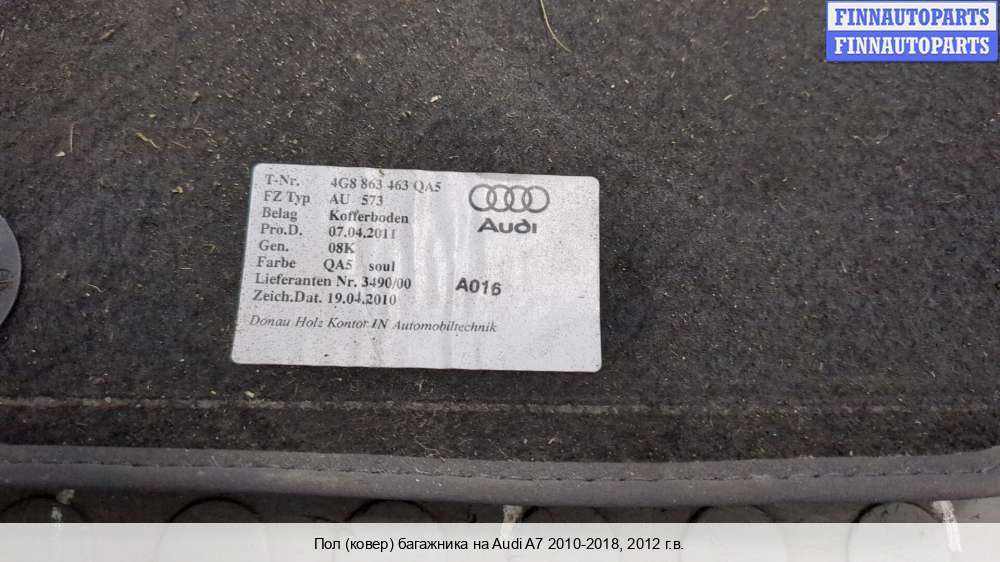 FINNAUTOPARTS
FINNAUTOPARTS
T-Nr. 4G8 863 463 QA5
FZ Typ AU 573
Belag Kofferboden
Pro.D. 07.04.2011
Gen. 08K
Farbe QA5 soul
Lieferanten Nr. 3490/00
Zeich.Dat. 19.04.2010
Donau Holz Kontor IN Automobiltechnik
Audi
A016
Пол (ковер) багажника на Audi A7 2010-2018, 2012 г.в.